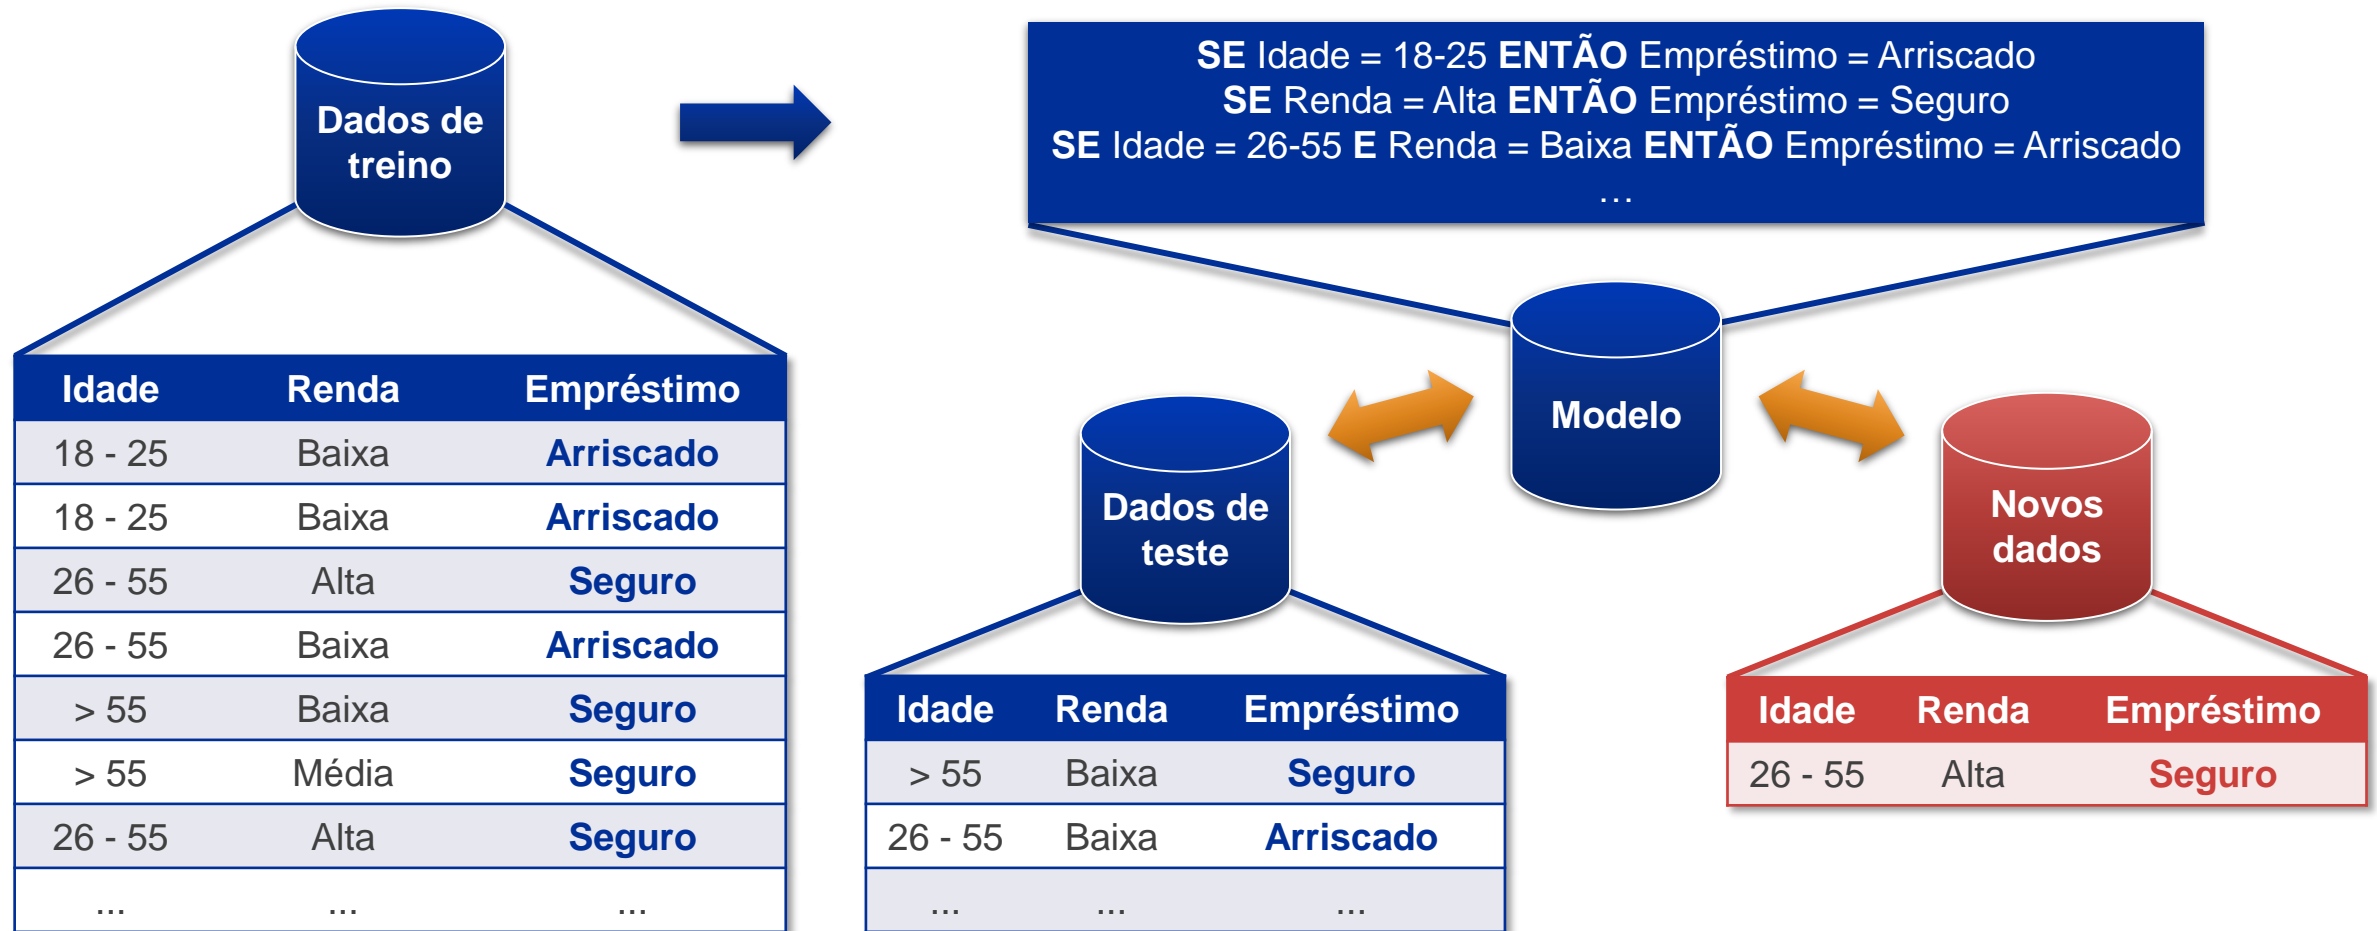 Dados de
treino
SE Idade = 18-25 ENTÃO Empréstimo = Arriscado
SE Renda = Alta ENTÃO Empréstimo = Seguro
SE Idade = 26-55 E Renda = Baixa ENTÃO Empréstimo = Arriscado
…
Idade Renda Empréstimo
18 - 25 Baixa Arriscado
18 - 25 Baixa Arriscado
26 - 55 Alta Seguro
26 - 55 Baixa Arriscado
> 55 Baixa Seguro
> 55 Média Seguro
26 - 55 Alta Seguro
... ... ...
Modelo
Dados de
teste
Idade Renda Empréstimo
> 55 Baixa Seguro
26 - 55 Baixa Arriscado
... ... ...
Novos
dados
Idade Renda Empréstimo
26 - 55 Alta Seguro